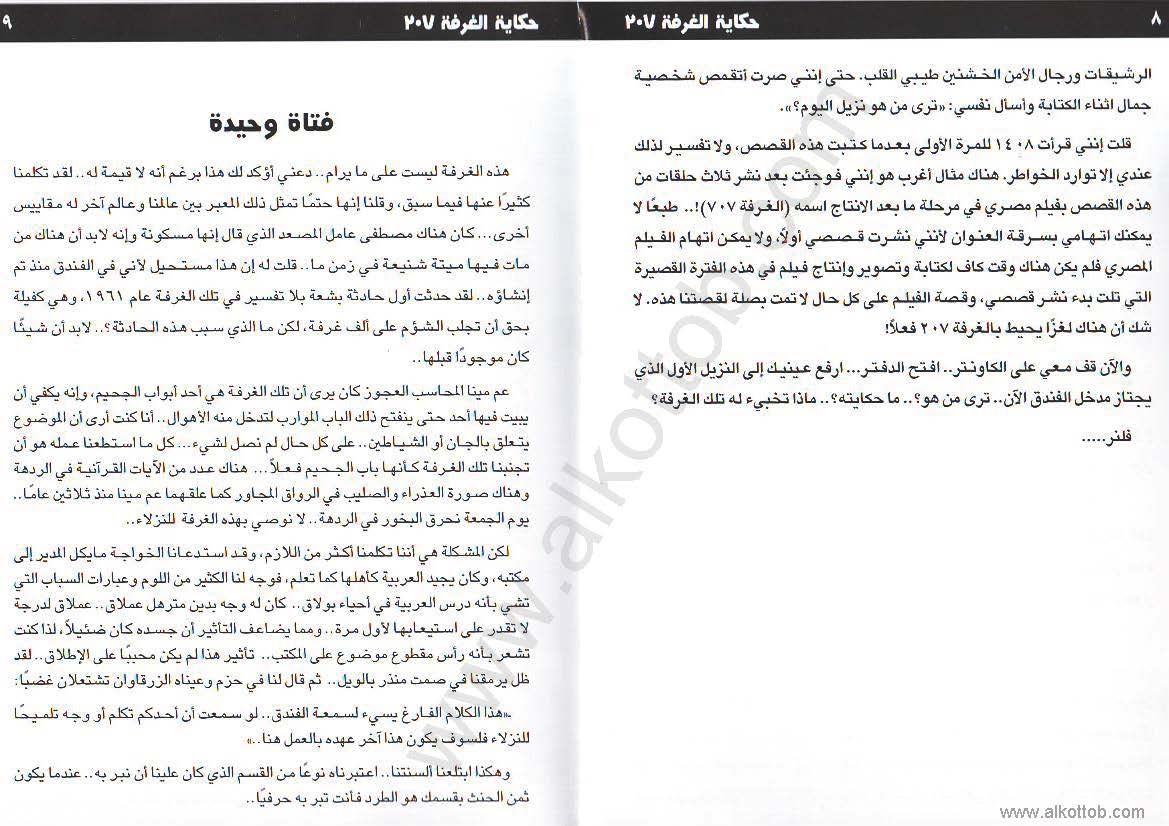 حكاية الغرفة ٢٠٧
٨
الرشيقات ورجال الأمن الخشنين طيبي القلب. حتى إنني صرت أتقمص شخصية
جمال اثناء الكتابة وأسأل نفسي: «ترى من هو نزيل اليوم؟».
قلت إنني قرأت ١٤٠٨ للمرة الأولى بعدما كتبت هذه القصص، ولا تفسير لذلك
عندي إلا توارد الخواطر. هناك مثال أغرب هو إنني فوجئت بعد نشر ثلاث حلقات من
هذه القصص بفيلم مصري في مرحلة ما بعد الانتاج اسمه (الغرفة ٧٠٧)!.. طبعًا لا
يمكنك اتهامي بسرقة العنوان لأنني نشرت قصصي أولاً، ولا يمكن اتهام الفيلم
المصري فلم يكن هناك وقت كاف لكتابة وتصوير وإنتاج فيلم في هذه الفترة القصيرة
التي تلت بدء نشر قصصي، وقصة الفيلم على كل حال لا تمت بصلة لقصتنا هذه. لا
شك أن هناك لغزًا يحيط بالغرفة ٢٠٧ فعلاً!
والآن قف معي على الكاونتر.. افتح الدفتر... ارفع عينيك إلى النزيل الأول الذي
يجتاز مدخل الفندق الآن.. ترى من هو؟.. ما حكايته؟.. ماذا تخبيء له تلك الغرفة؟
فلنر.....
حكاية الغرفة ٢٠٧
٩
فتاة وحيدة
هذه الغرفة ليست على ما يرام.. دعني أؤكد لك هذا برغم أنه لا قيمة له.. لقد تكلمنا
كثيرًا عنها فيما سبق، وقلنا إنها حتمًا تمثل ذلك المعبر بين عالمنا وعالم آخر له مقاييس
أخرى... كان هناك مصطفى عامل المصعد الذي قال إنها مسكونة وإنه لابد أن هناك من
مات فيها ميتة شنيعة في زمن ما.. قلت له إن هذا مستحيل لأني في الفندق منذ تم
إنشاؤه.. لقد حدثت أول حادثة بشعة بلا تفسير في تلك الغرفة عام ١٩٦١، وهي كفيلة
بحق أن تجلب الشؤم على ألف غرفة، لكن ما الذي سبب هذه الحادثة؟.. لابد أن شيئًا
كان موجودًا قبلها..
عم مينا المحاسب العجوز كان يرى أن تلك الغرفة هي أحد أبواب الجحيم، وإنه يكفي أن
يبيت فيها أحد حتى ينفتح ذلك الباب الموارب لتدخل منه الأهوال.. أنا كنت أرى أن الموضوع
يتعلق بالجان أو الشياطين.. على كل حال لم نصل لشيء... كل ما استطعنا عمله هو أن
تجنبنا تلك الغرفة كأنها باب الجحيم فعلاً... هناك عدد من الآيات القرآنية في الردهة
وهناك صورة العذراء والصليب في الرواق المجاور كما علقهما عم مينا منذ ثلاثين عامًا..
يوم الجمعة نحرق البخور في الردهة.. لا نوصي بهذه الغرفة للنزلاء..
لكن المشكلة هي أننا تكلمنا أكثر من اللازم، وقد استدعانا الخواجة مايكل المدير إلى
مكتبه، وكان يجيد العربية كأهلها كما تعلم، فوجه لنا الكثير من اللوم وعبارات السباب التي
تشي بأنه درس العربية في أحياء بولاق.. كان له وجه بدين مترهل عملاق.. عملاق لدرجة
لا تقدر على استيعابها لأول مرة.. ومما يضاعف التأثير أن جسده كان ضئيلاً، لذا كنت
تشعر بأنه رأس مقطوع موضوع على المكتب.. تأثير هذا لم يكن محببًا على الإطلاق.. لقد
ظل يرمقنا في صمت منذر بالويل.. ثم قال لنا في حزم وعيناه الزرقاوان تشتعلان غضبًا:
ـ«هذا الكلام الفارغ يسيء لسمعة الفندق.. لو سمعت أن أحدكم تكلم أو وجه تلميحًا
للنزلاء فلسوف يكون هذا آخر عهده بالعمل هنا..»
وهكذا ابتلعنا ألسنتنا.. اعتبرناه نوعًا من القسم الذي كان علينا أن نبر به.. عندما يكون
ثمن الحنث بقسمك هو الطرد فأنت تبر به حرفيًا..
www.alkottob.com
www.alkottob.com